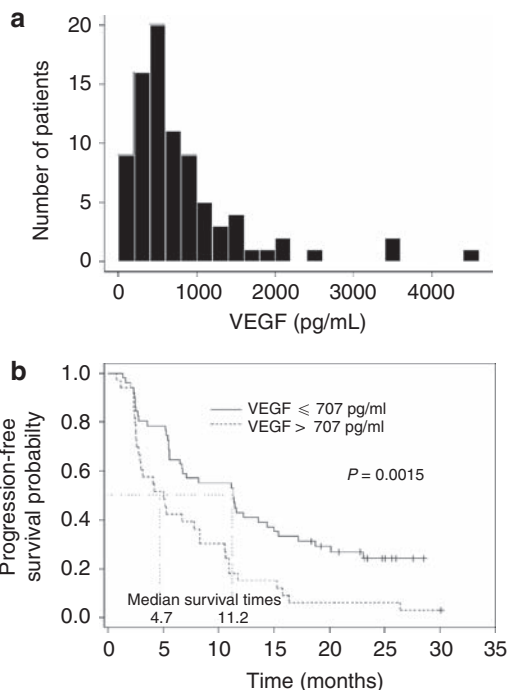 a
20
15
10
5
0
Number of patients
0 1000 2000 3000 4000
VEGF (pg/mL)
b
1.0
0.8
0.6
0.4
0.2
0.0
Progression-free
survival probabilty
VEGF ⩽ 707 pg/ml
VEGF > 707 pg/ml
P = 0.0015
Median survival times
4.7 11.2
0 5 10 15 20 25 30 35
Time (months)